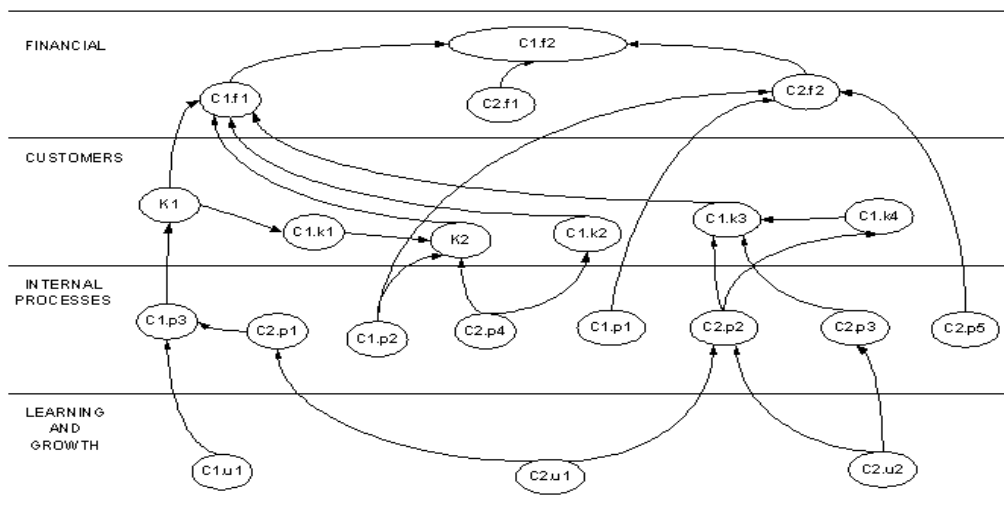 FINANCIAL
C1.f2
C2.f1
C2.f2
C1.f1
CUSTOMERS
K1
C1.k1
K2
C1.k2
C1.k3
C1.k4
INTERNAL
PROCESSES
C1.p3
C2.p1
C1.p2
C2.p4
C1.p1
C2.p2
C2.p3
C2.p5
LEARNING
AND
GROWTH
C1.u1
C2.u1
C2.u2